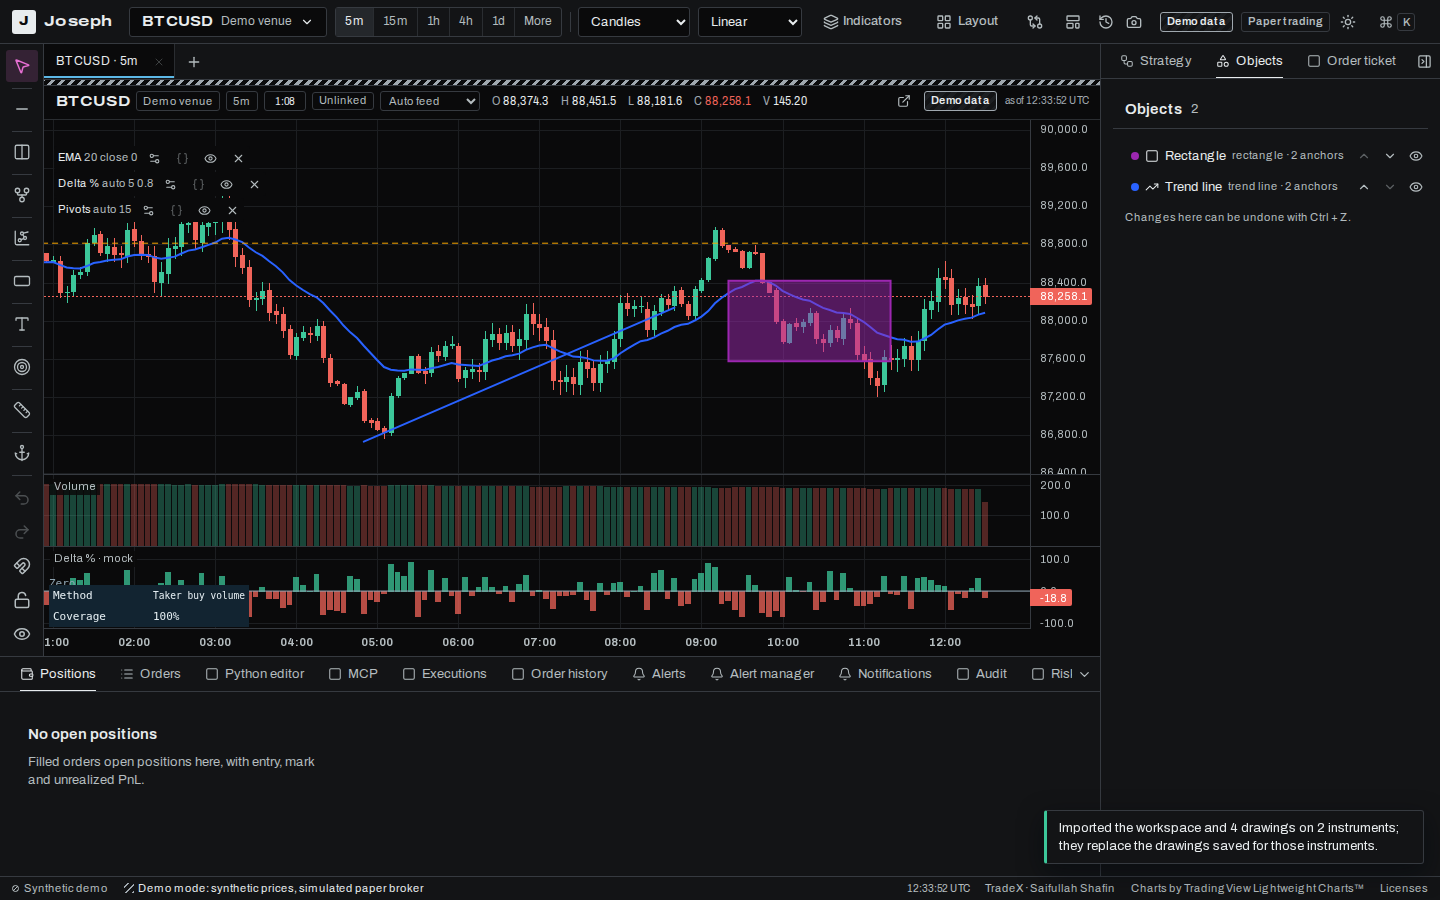 J Joseph BTCUSD Demo venue 5m 15m 1h 4h 1d More Candles Linear Indicators Layout Demo data Paper trading ⌘ K
BTCUSD · 5m
Strategy Objects Order ticket
BTCUSD Demo venue 5m 1:08 Unlinked Auto feed O 88,374.3 H 88,451.5 L 88,181.6 C 88,258.1 V 145.20 Demo data as of 12:33:52 UTC
Objects 2
Rectangle rectangle · 2 anchors
Trend line trend line · 2 anchors
Changes here can be undone with Ctrl + Z.
EMA 20 close 0
Delta % auto 5 0.8
Pivots auto 15
90,000.0
89,600.0
89,200.0
88,800.0
88,400.0
88,258.1
88,000.0
87,600.0
87,200.0
86,800.0
86,400.0
Volume
200.0
100.0
Delta % · mock
100.0
Zero
-18.8
-100.0
Method Taker buy volume
Coverage 100%
1:00 02:00 03:00 04:00 05:00 06:00 07:00 08:00 09:00 10:00 11:00 12:00
Positions Orders Python editor MCP Executions Order history Alerts Alert manager Notifications Audit Risl
No open positions
Filled orders open positions here, with entry, mark
and unrealized PnL.
Imported the workspace and 4 drawings on 2 instruments;
they replace the drawings saved for those instruments.
Synthetic demo Demo mode: synthetic prices, simulated paper broker 12:33:52 UTC TradeX · Saifullah Shafin Charts by TradingView Lightweight Charts™ Licenses